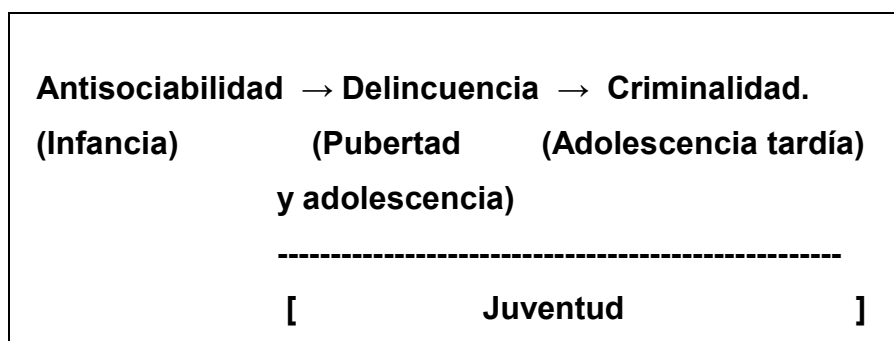 Antisociabilidad → Delincuencia → Criminalidad.
(Infancia) (Pubertad (Adolescencia tardía)
y adolescencia)
-----------------------------------------------------
[ Juventud ]